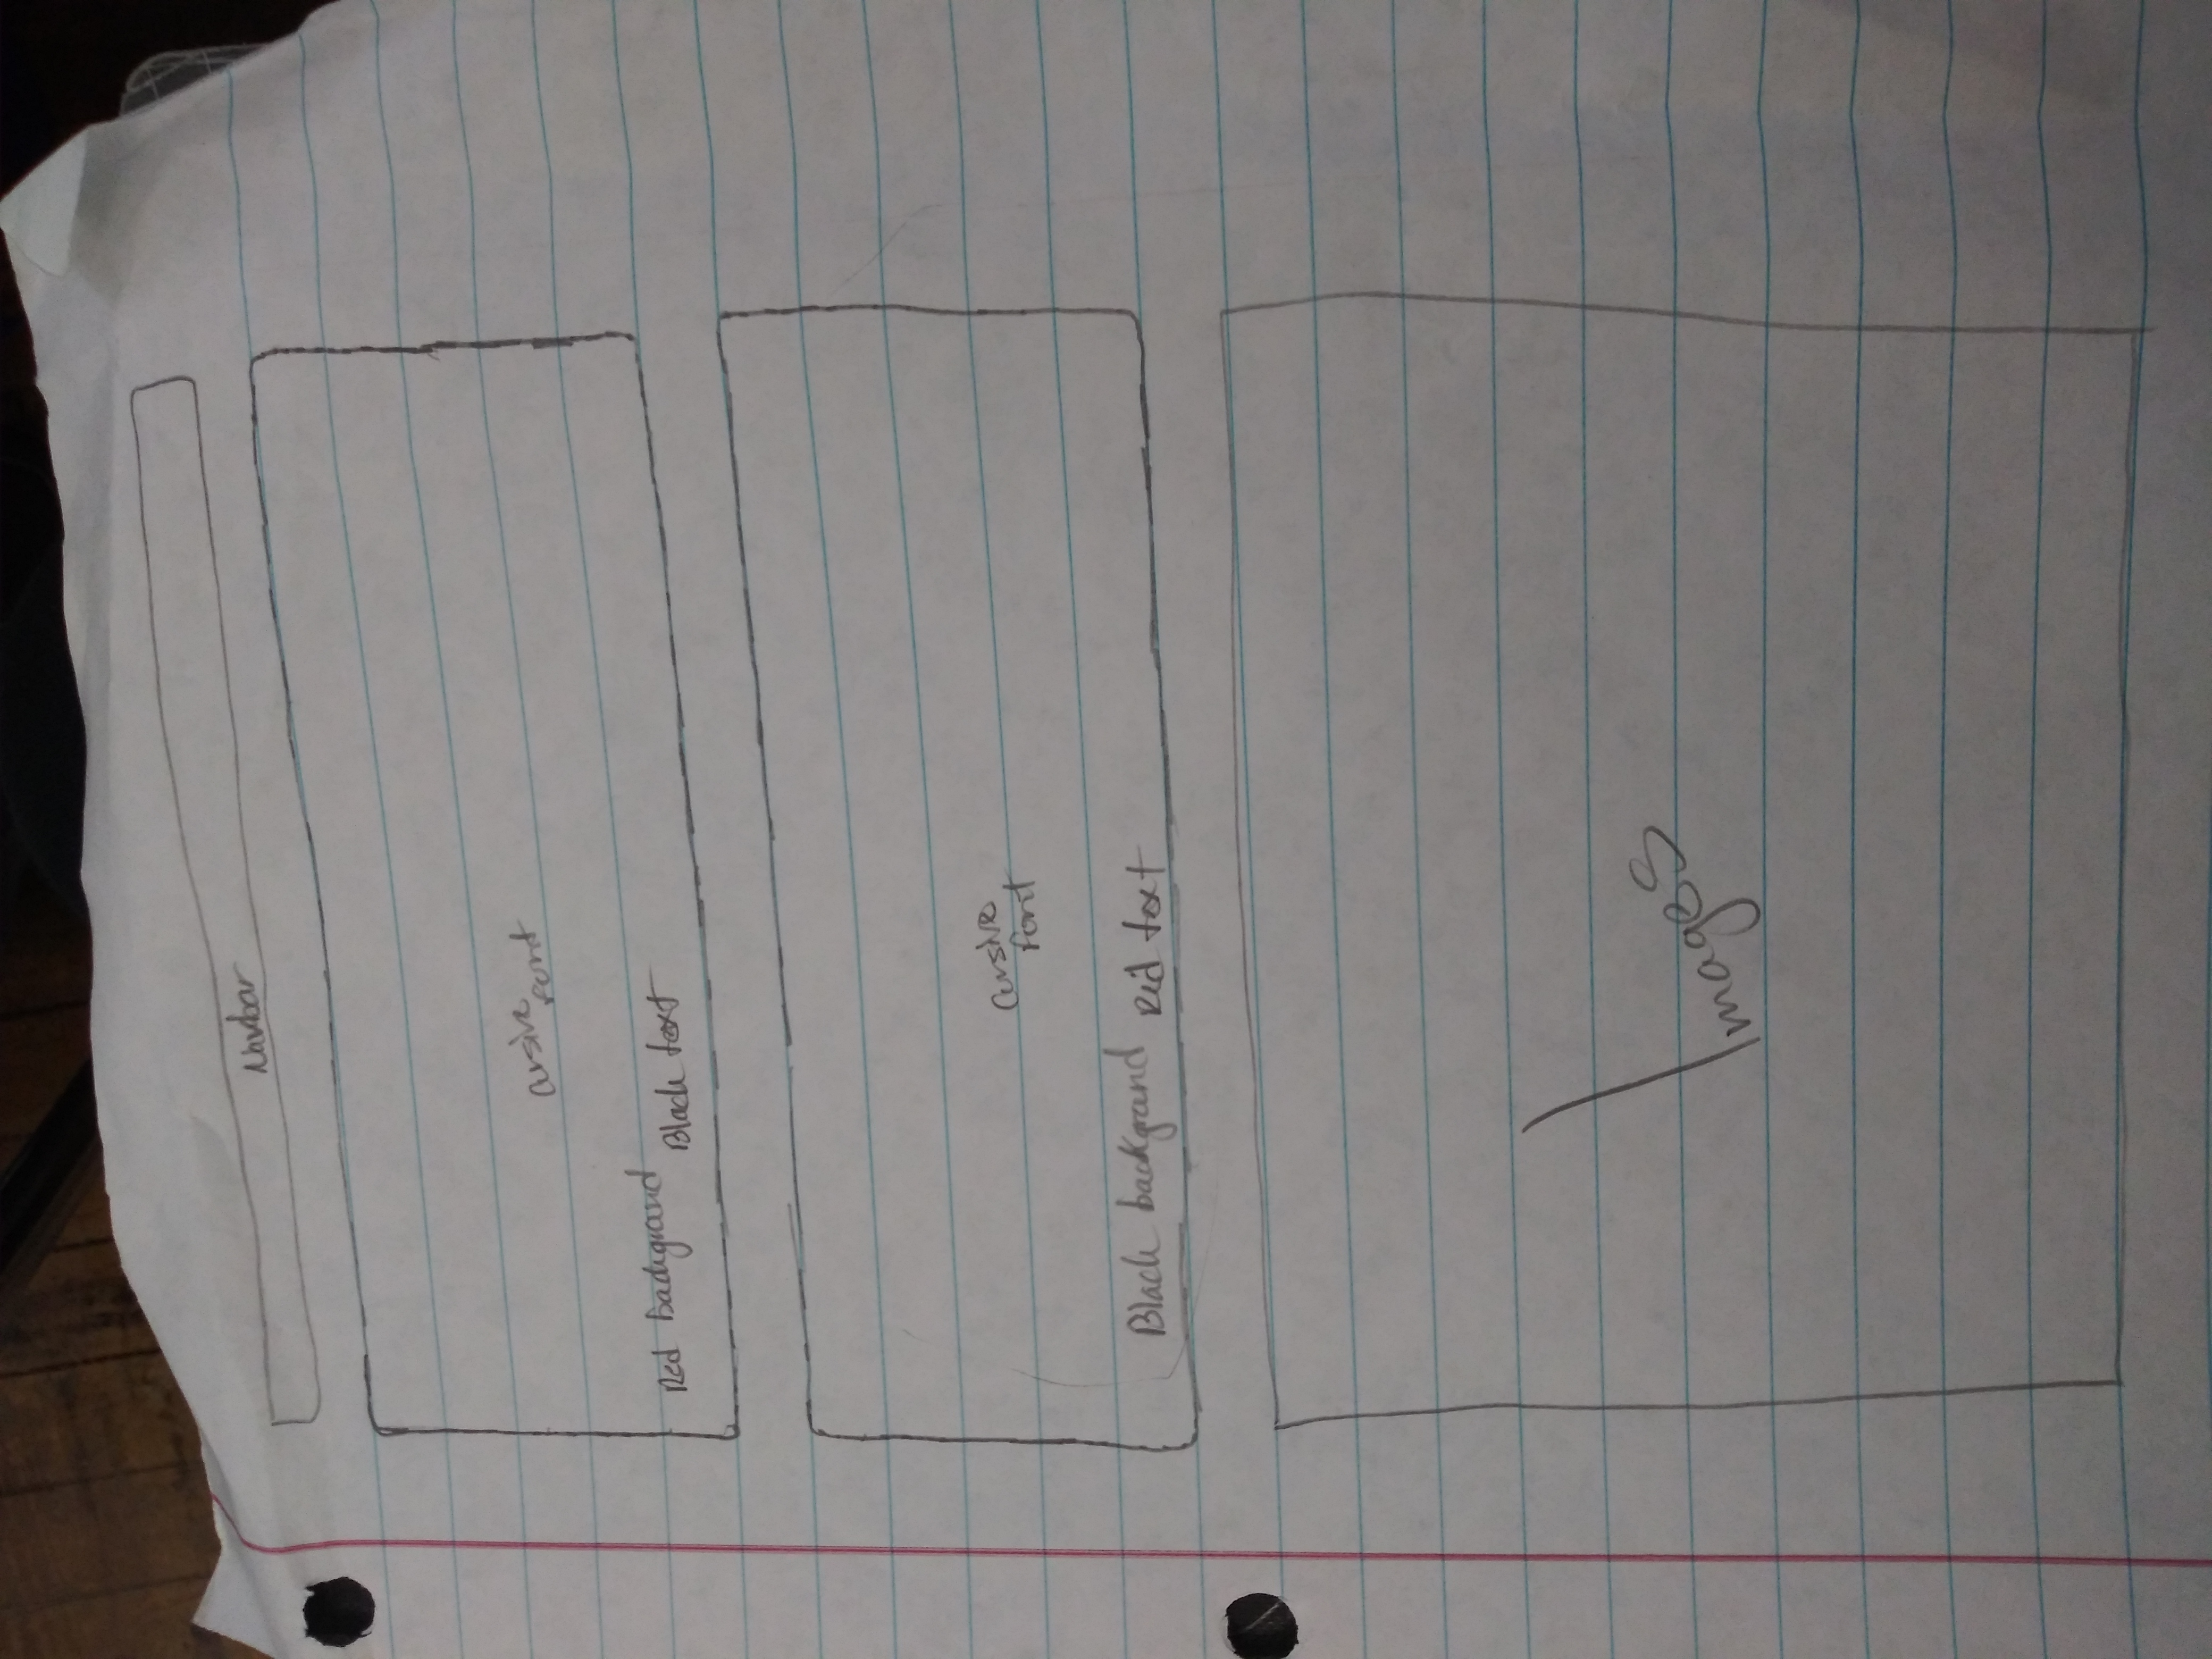 Navbar
cursive
font
Red background
Black text
cursive
font
Black background Red text
Images